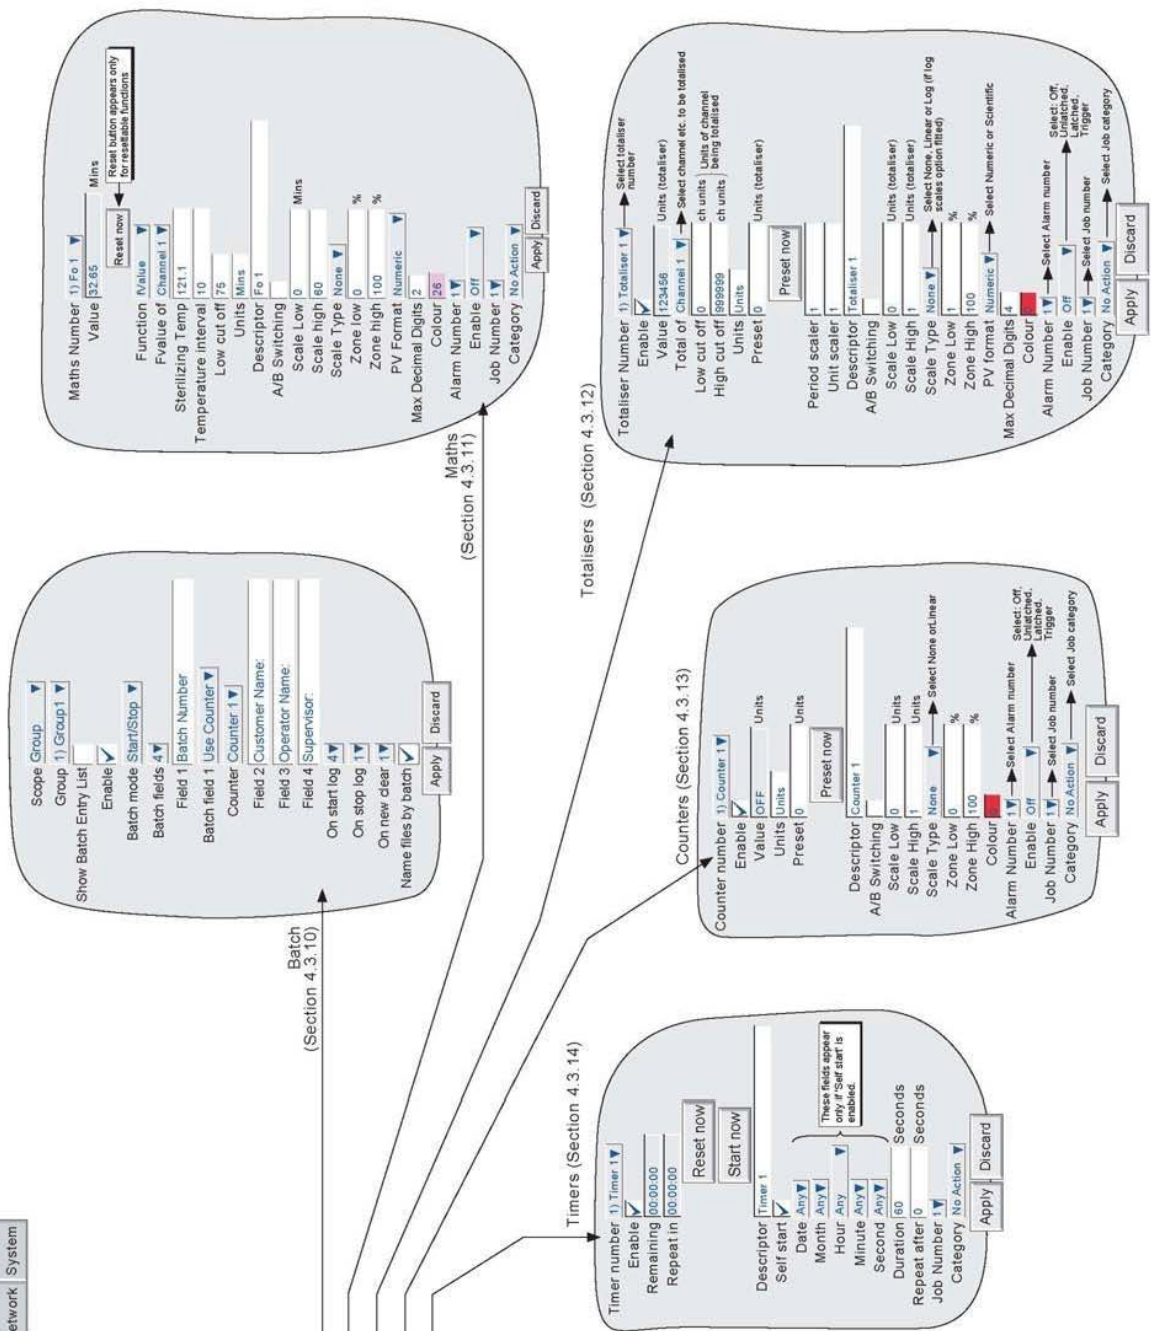 etwork System
Batch
(Section 4.3.10)
Scope Group
Group 1) Group1
Show Batch Entry List
Enable
Batch mode Start/Stop
Batch fields 4
Field 1 Batch Number
Batch field 1 Use Counter
Counter Counter 1
Field 2 Customer Name:
Field 3 Operator Name:
Field 4 Supervisor:
On start log 4
On stop log 1
On new clear 1
Name files by batch
Apply Discard
Maths
(Section 4.3.11)
Maths Number 1) Fo 1
Value 32.65 Mins
Reset now
Reset button appears only
for resettable functions
Function fValue
Fvalue of Channel 1
Sterilizing Temp 121.1
Temperature interval 10
Low cut off 75
Units Mins
Descriptor Fo 1
A/B Switching
Scale Low 0 Mins
Scale high 60
Scale Type None
Zone low 0 %
Zone high 100 %
PV Format Numeric
Max Decimal Digits 2
Colour 26
Alarm Number 1
Enable Off
Job Number 1
Category No Action
Apply Discard
Timers (Section 4.3.14)
Timer number 1) Timer 1
Enable
Remaining 00:00:00
Repeat in 00:00:00
Reset now
Start now
Descriptor Timer 1
Self start
Date Any
Month Any
Hour Any
Minute Any
Second Any
These fields appear
only if 'Self start' is
enabled.
Duration 60 Seconds
Repeat after 0 Seconds
Job Number 1
Category No Action
Apply Discard
Counters (Section 4.3.13)
Counter number 1) Counter 1
Enable
Value OFF Units
Units Units
Preset 0 Units
Preset now
Descriptor Counter 1
A/B Switching
Scale Low 0 Units
Scale High 1 Units
Scale Type None Select None orLinear
Zone Low 0 %
Zone High 100 %
Colour
Alarm Number 1 Select Alarm number
Enable Off Select: Off,
Unlatched,
Latched,
Trigger
Job Number 1 Select Job number
Category No Action Select Job category
Apply Discard
Totalisers (Section 4.3.12)
Totaliser Number 1) Totaliser 1 Select totaliser
number
Enable
Value 123456 Units (totaliser)
Total of Channel 1 Select channel etc. to be totalised
Low cut off 0 ch units
High cut off 999999 ch units
Units of channel
being totalised
Units Units
Preset 0 Units (totaliser)
Preset now
Period scaler 1
Unit scaler 1
Descriptor Totaliser 1
A/B Switching
Scale Low 0 Units (totaliser)
Scale High 1 Units (totaliser)
Scale Type None Select None, Linear or Log (if log
scales option fitted)
Zone Low 1 %
Zone High 100 %
PV format Numeric Select Numeric or Scientific
Max Decimal Digits 4
Colour
Alarm Number 1 Select Alarm number
Enable Off Select: Off,
Unlatched,
Latched,
Trigger
Job Number 1 Select Job number
Category No Action Select Job category
Apply Discard